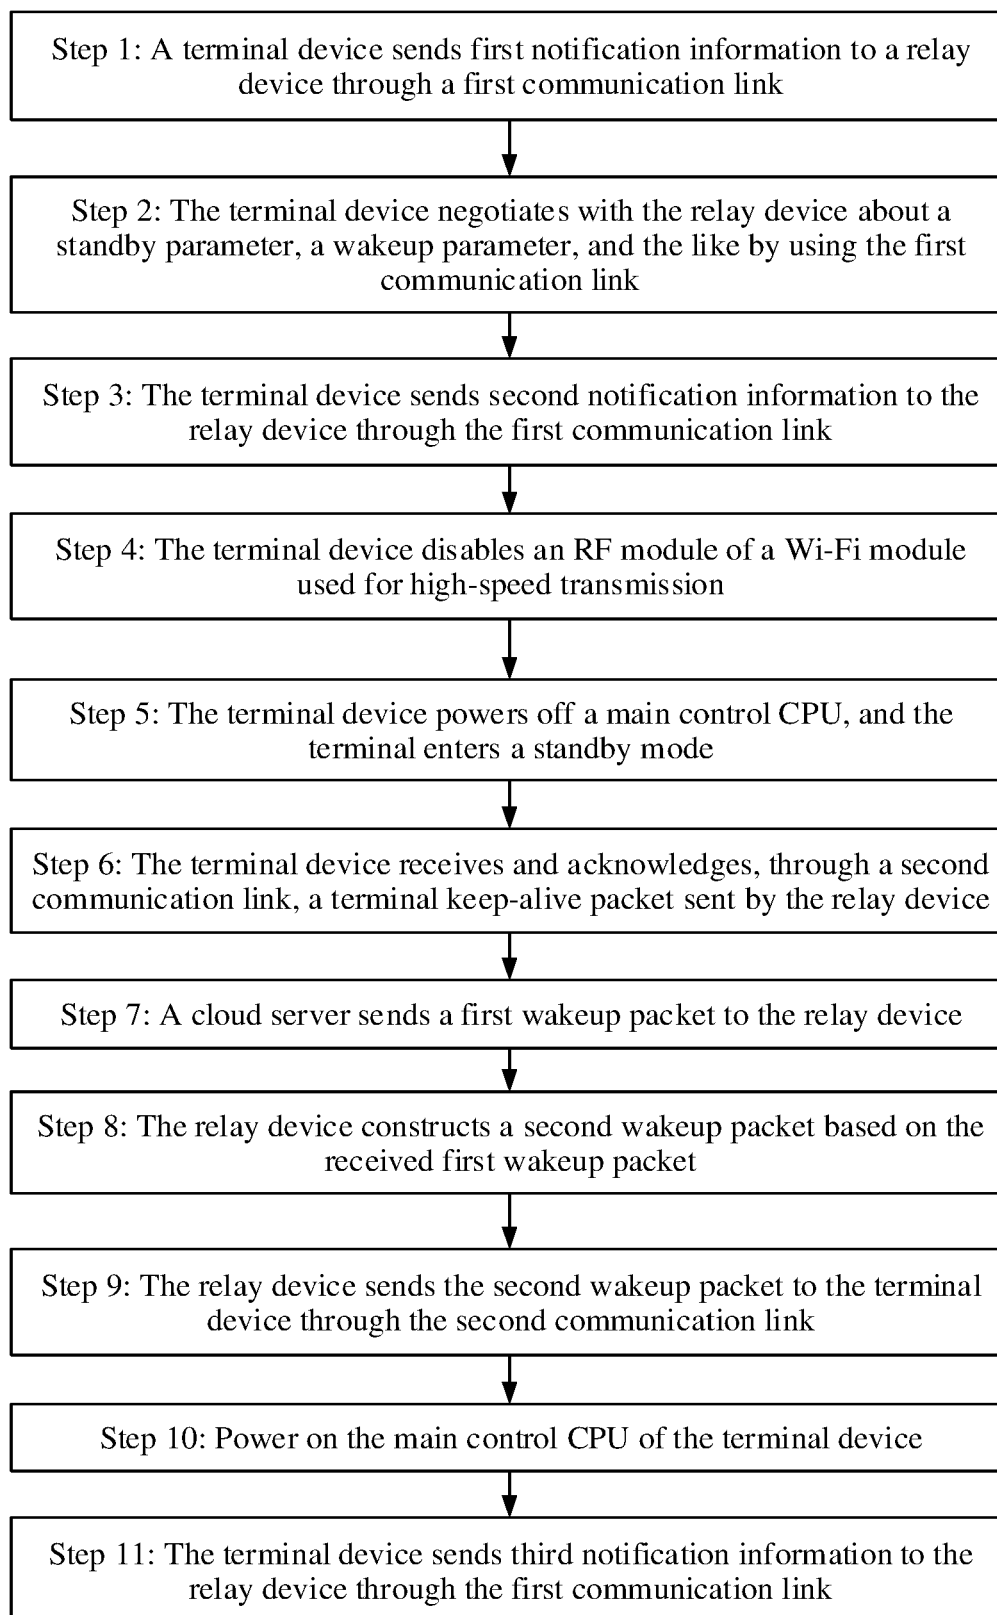 Step 1: A terminal device sends first notification information to a relay
device through a first communication link
Step 2: The terminal device negotiates with the relay device about a
standby parameter, a wakeup parameter, and the like by using the first
communication link
Step 3: The terminal device sends second notification information to the
relay device through the first communication link
Step 4: The terminal device disables an RF module of a Wi-Fi module
used for high-speed transmission
Step 5: The terminal device powers off a main control CPU, and the
terminal enters a standby mode
Step 6: The terminal device receives and acknowledges, through a second
communication link, a terminal keep-alive packet sent by the relay device
Step 7: A cloud server sends a first wakeup packet to the relay device
Step 8: The relay device constructs a second wakeup packet based on the
received first wakeup packet
Step 9: The relay device sends the second wakeup packet to the terminal
device through the second communication link
Step 10: Power on the main control CPU of the terminal device
Step 11: The terminal device sends third notification information to the
relay device through the first communication link